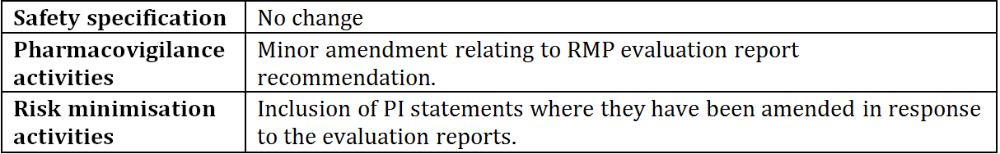 Safety specification No change
Pharmacovigilance Minor amendment relating to RMP evaluation report
activities recommendation.
Risk minimisation Inclusion of PI statements where they have been amended in response
activities to the evaluation reports.